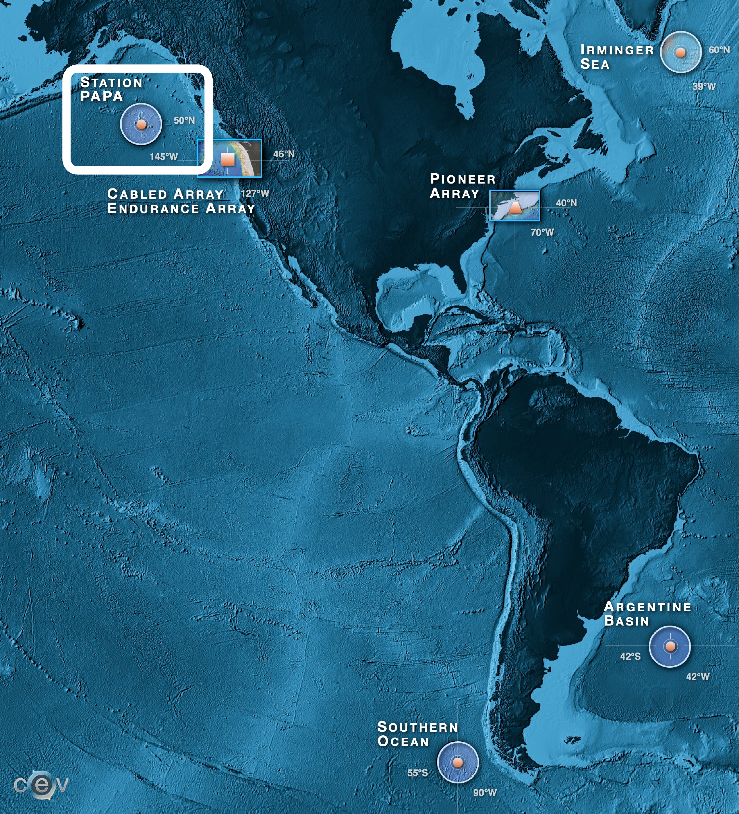 STATION
PAPA
50°N
145°W
46°N
127°W
CABLED ARRAY
ENDURANCE ARRAY
IRMINGER
SEA
60°N
39°W
PIONEER
ARRAY
40°N
70°W
ARGENTINE
BASIN
42°S
42°W
SOUTHERN
OCEAN
55°S
90°W
cev